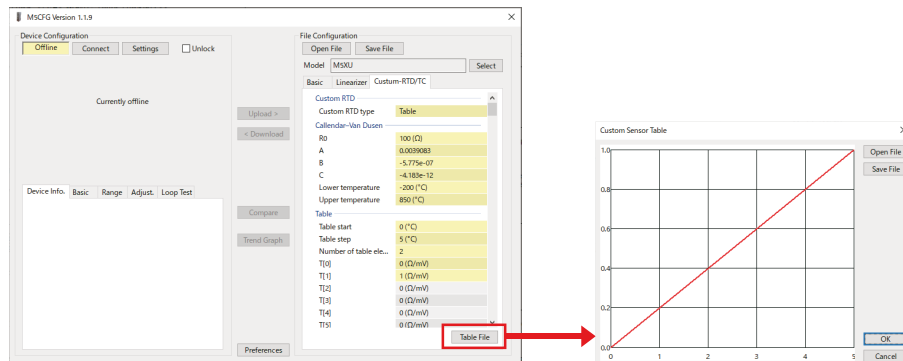 M5CFG Version 1.1.9
Device Configuration
Offline Connect Settings Unlock
Currently offline
Device Info. Basic Range Adjust. Loop Test
Upload >
< Download
Compare
Trend Graph
Preferences
File Configuration
Open File Save File
Model M5XU Select
Basic Linearizer Custum-RTD/TC
Custom RTD
Custom RTD type Table
Callendar-Van Dusen
R0 100 (Ω)
A 0.0039083
B -5.775e-07
C -4.183e-12
Lower temperature -200 (°C)
Upper temperature 850 (°C)
Table
Table start 0 (°C)
Table step 5 (°C)
Number of table ele... 2
T[0] 0 (Ω/mV)
T[1] 1 (Ω/mV)
T[2] 0 (Ω/mV)
T[3] 0 (Ω/mV)
T[4] 0 (Ω/mV)
T[5] 0 (Ω/mV)
Table File
Custom Sensor Table
1.0
0.8
0.6
0.4
0.2
0.0
0 1 2 3 4 5
Open File
Save File
OK
Cancel